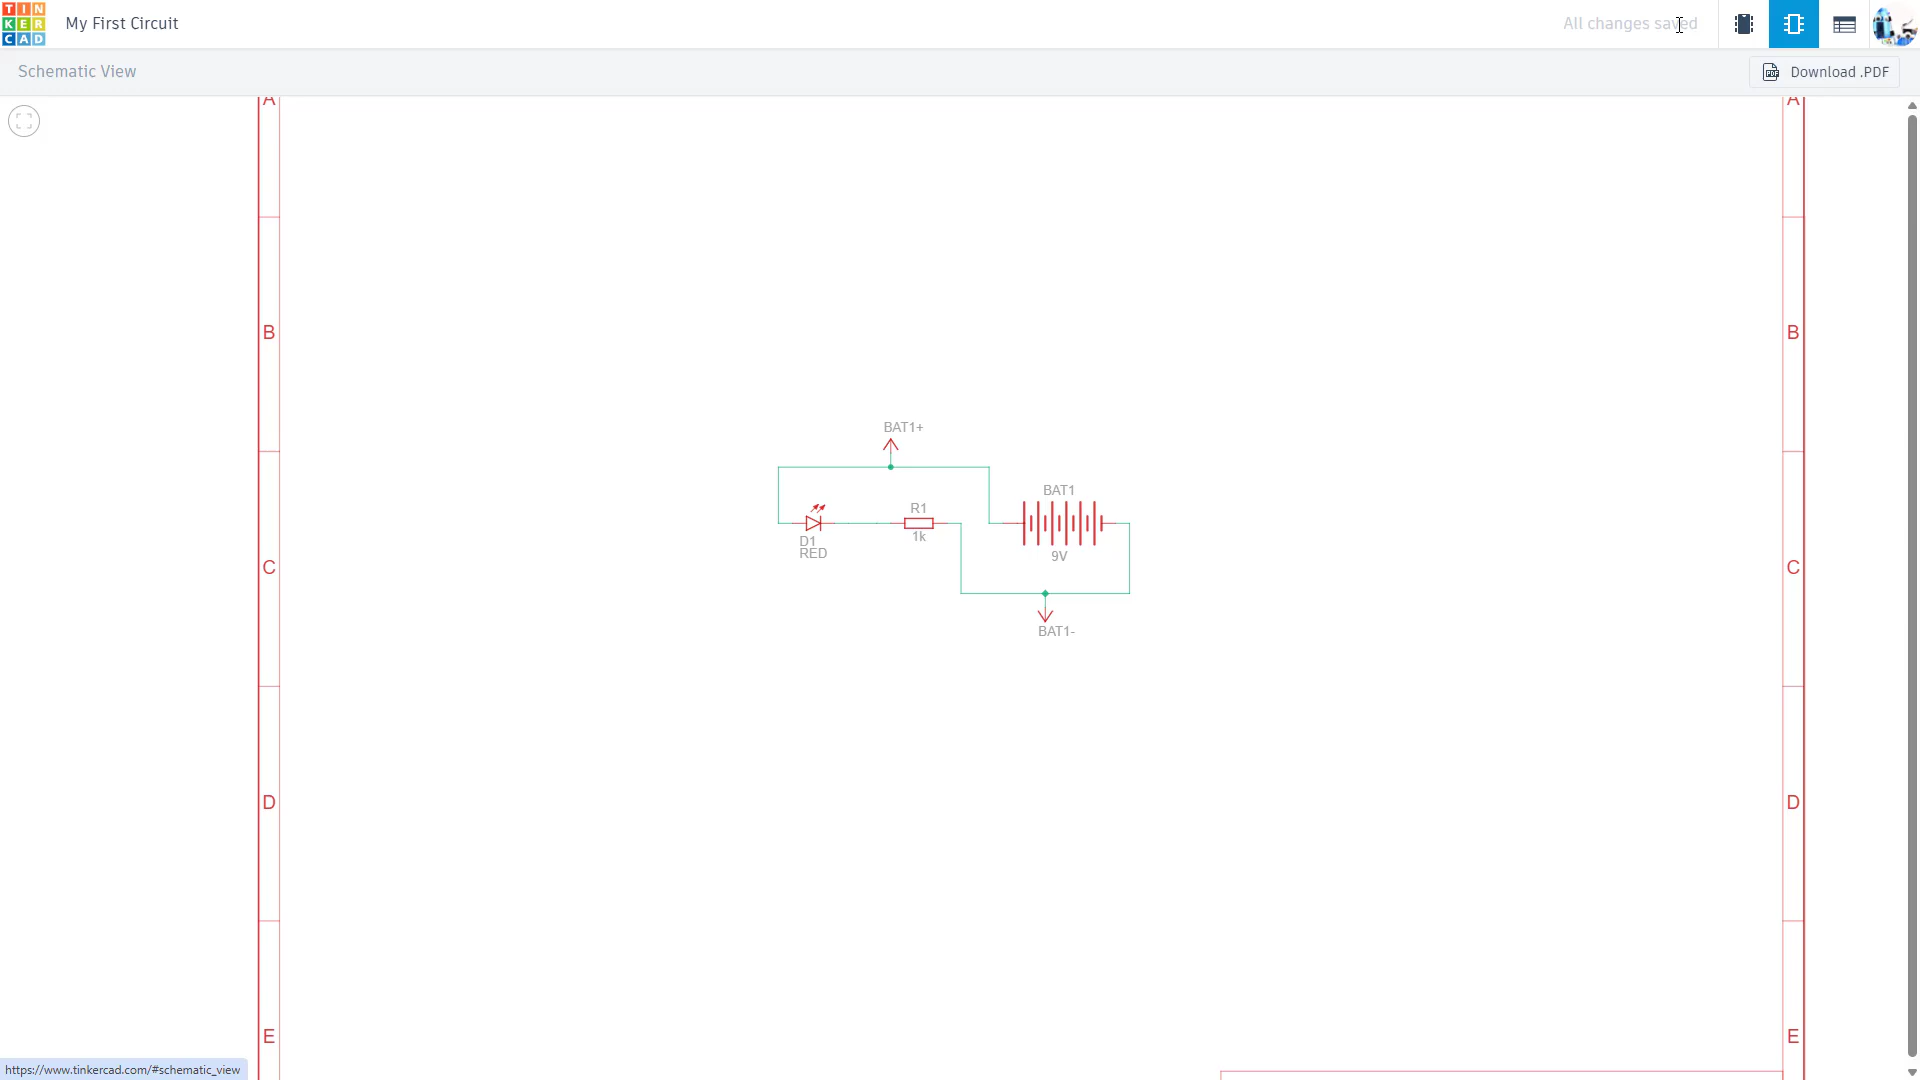 TIN
KER
CAD
My First Circuit
All changes saved
Schematic View
PDF
Download .PDF
A
A
B
B
BAT1+
BAT1
R1
1k
D1
RED
9V
C
C
BAT1-
D
D
E
E
https://www.tinkercad.com/#schematic_view